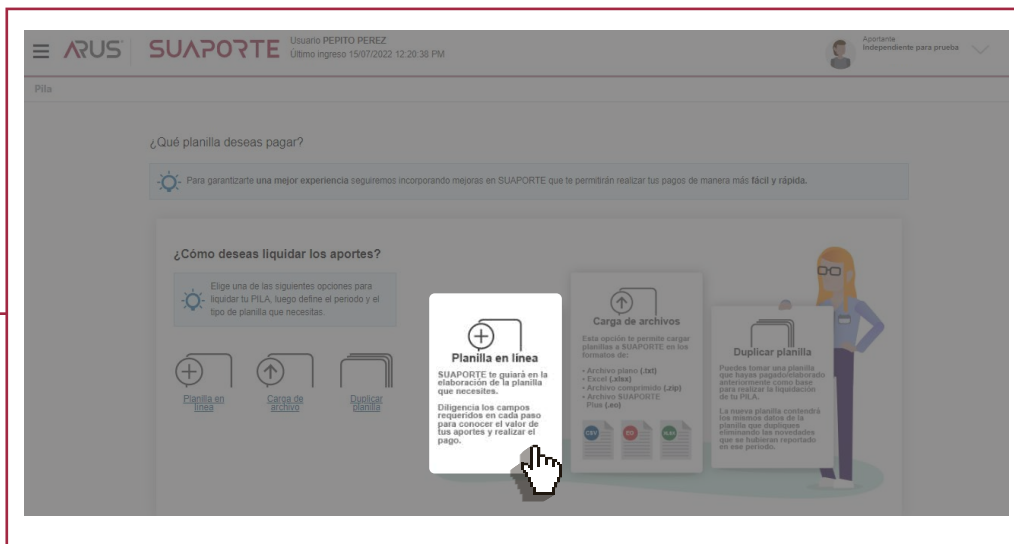 ARUS SUAPORTE Usuario PEPITO PEREZ
Último ingreso 15/07/2022 12:20:38 PM
Aportante:
Independiente para prueba
Pila
¿Qué planilla deseas pagar?
Para garantizarte una mejor experiencia seguiremos incorporando mejoras en SUAPORTE que te permitirán realizar tus pagos de manera más fácil y rápida.
¿Cómo deseas liquidar los aportes?
Elige una de las siguientes opciones para
liquidar tu PILA, luego define el periodo y el
tipo de planilla que necesitas.
Planilla en
línea
Carga de
archivo
Duplicar
planilla
Planilla en línea
SUAPORTE te guiará en la
elaboración de la planilla
que necesites.
Diligencia los campos
requeridos en cada paso
para conocer el valor de
tus aportes y realizar el
pago.
Carga de archivos
Esta opción te permite cargar
planillas a SUAPORTE en los
formatos de:
• Archivo plano (.txt)
• Excel (.xlsx)
• Archivo comprimido (.zip)
• Archivo SUAPORTE
Plus (.eci)
Duplicar planilla
Puedes tomar una planilla
que hayas pagado/elaborado
anteriormente como base
para realizar la liquidación
de tu PILA.
La nueva planilla contendrá
los mismos datos de la
planilla que dupliques
eliminando las novedades
que se hubieran reportado
en ese periodo.